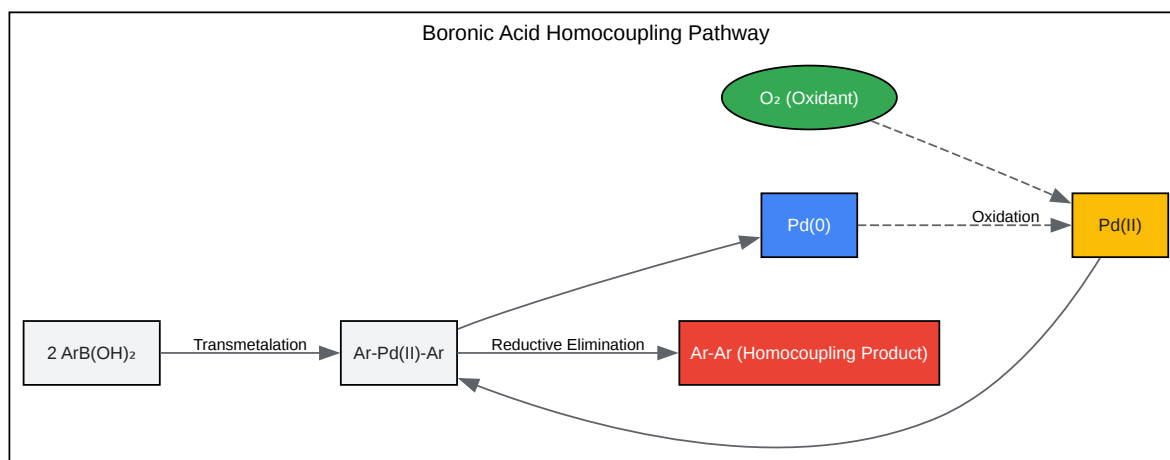 Boronic Acid Homocoupling Pathway
O₂ (Oxidant)
Pd(0)
Oxidation
Pd(II)
2 ArB(OH)₂
Transmetalation
Ar-Pd(II)-Ar
Reductive Elimination
Ar-Ar (Homocoupling Product)